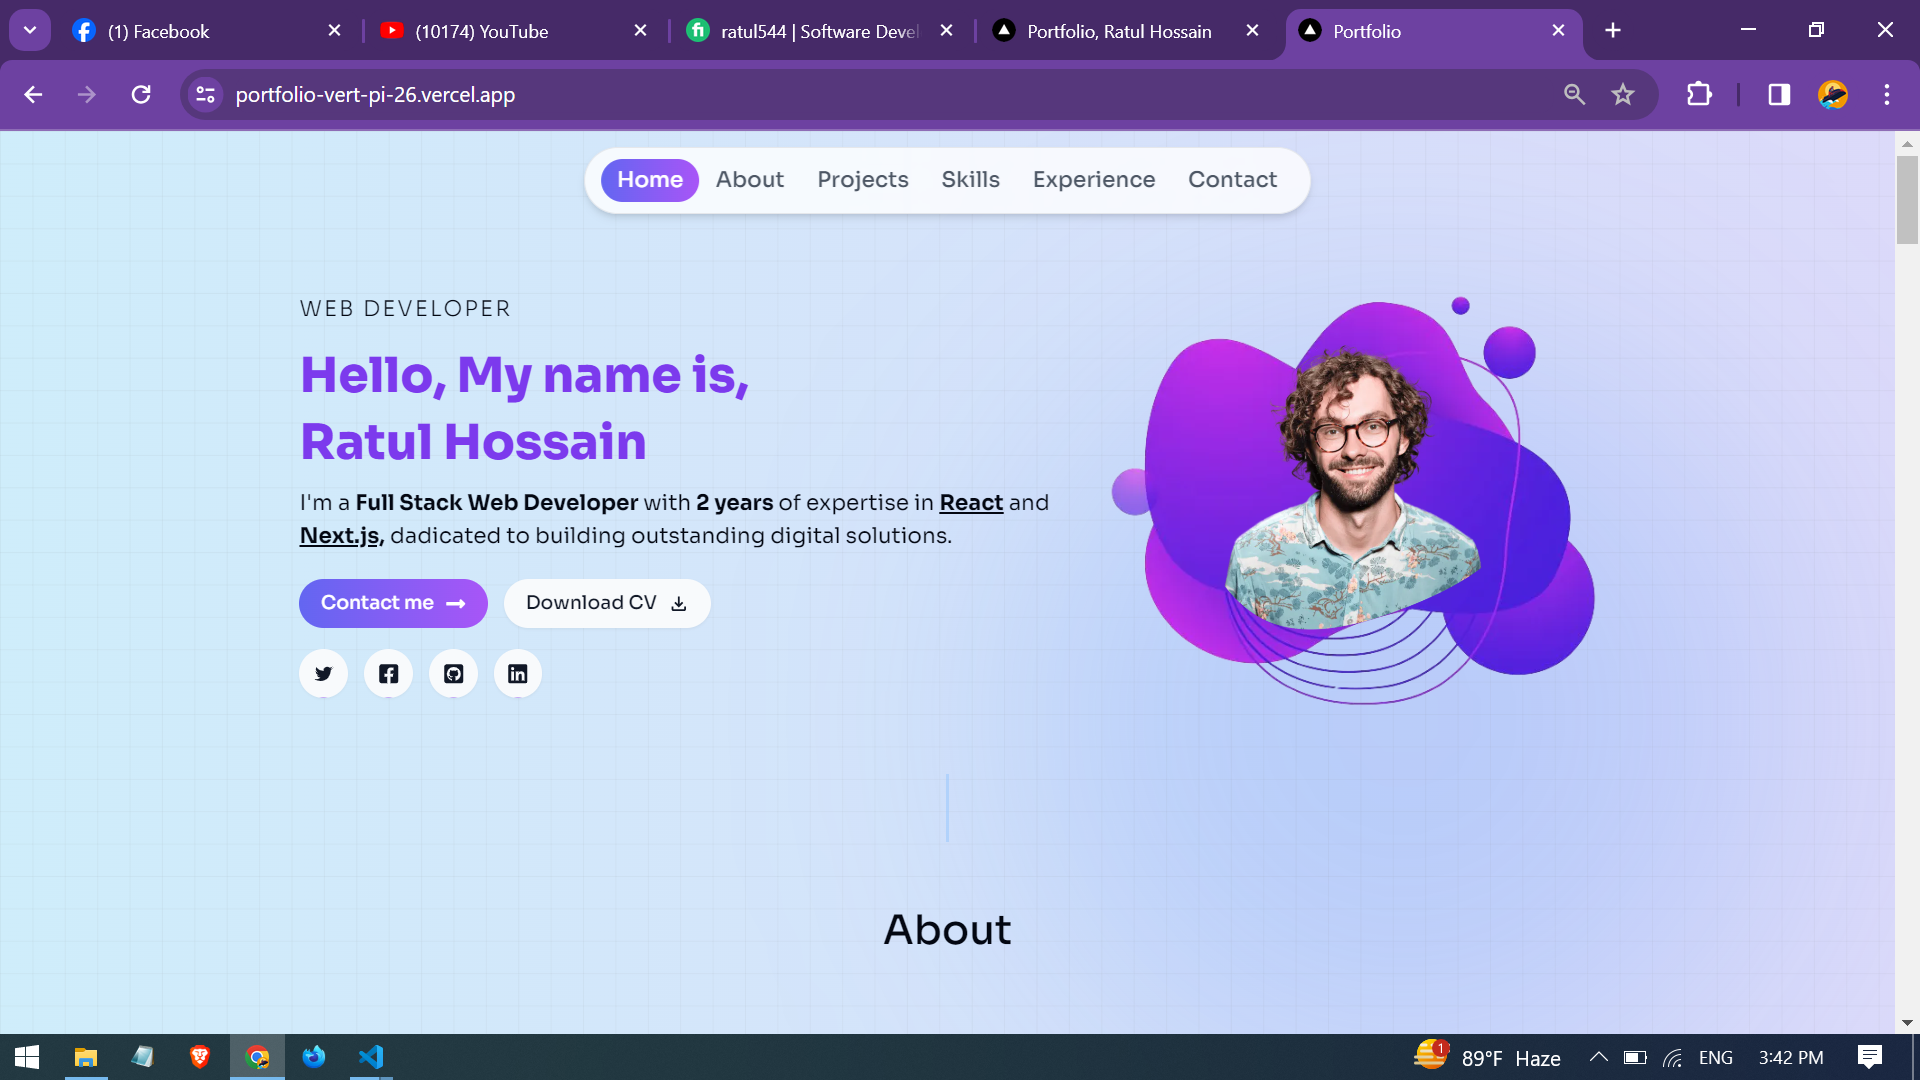 (1) Facebook
(10174) YouTube
ratul544 | Software Devel
Portfolio, Ratul Hossain
Portfolio
portfolio-vert-pi-26.vercel.app
Home About Projects Skills Experience Contact
WEB DEVELOPER
Hello, My name is,
Ratul Hossain
I'm a Full Stack Web Developer with 2 years of expertise in React and
Next.js, dadicated to building outstanding digital solutions.
Contact me
Download CV
About
1
89°F Haze
ENG
3:42 PM